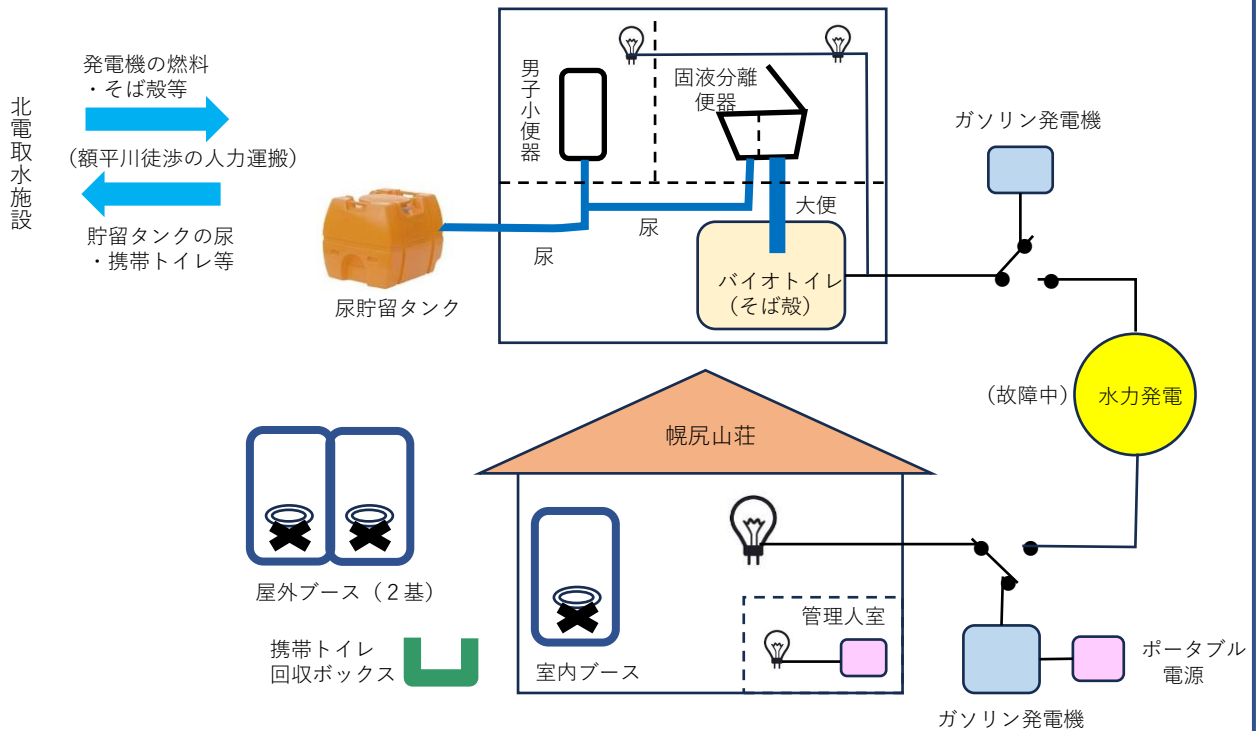 北電取水施設
発電機の燃料
・そば殻等
(額平川徒渉の人力運搬)
貯留タンクの尿
・携帯トイレ等
尿貯留タンク
男子小便器
固液分離
便器
尿
尿
大便
バイオトイレ
(そば殻)
ガソリン発電機
(故障中)
水力発電
幌尻山荘
屋外ブース(2基)
携帯トイレ
回収ボックス
室内ブース
管理人室
ポータブル
電源
ガソリン発電機